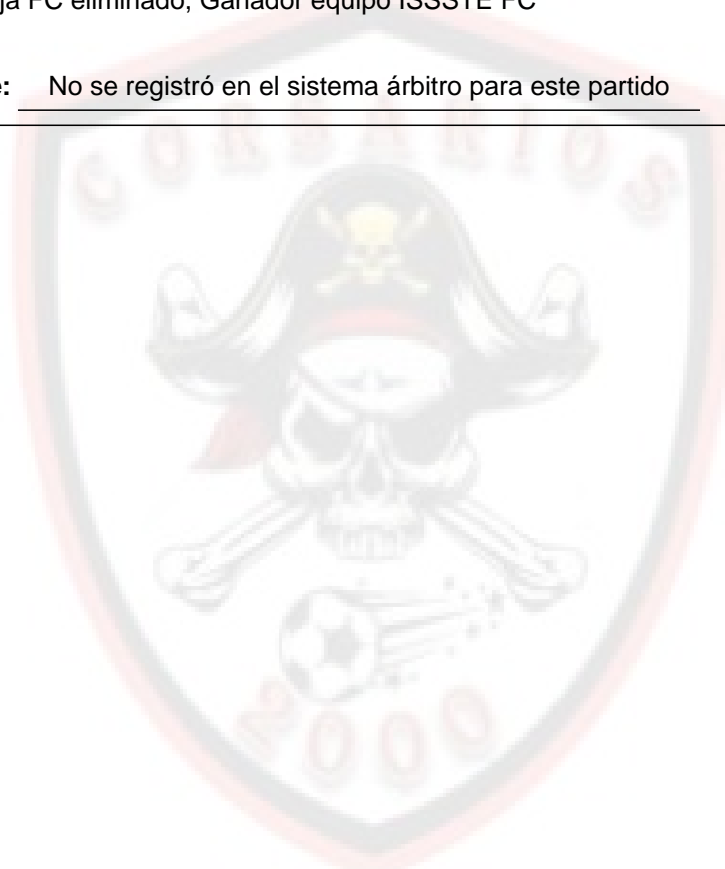 ja FC eliminado, Ganador equipo ISSSTE FC
e: No se registró en el sistema árbitro para este partido
CORSARIOS
2000